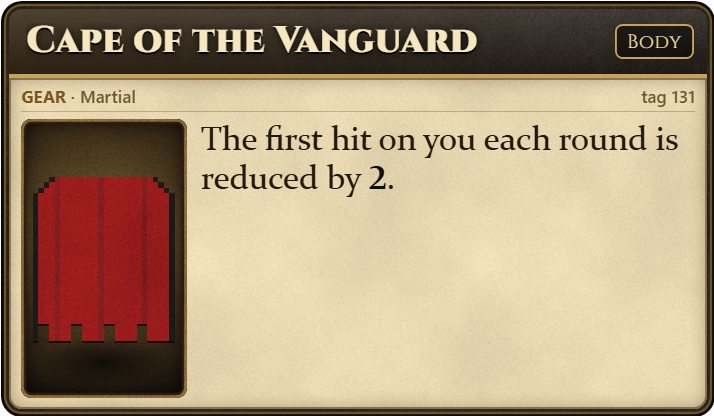 Cape of the Vanguard
Body
GEAR · Martial
tag 131
The first hit on you each round is
reduced by 2.